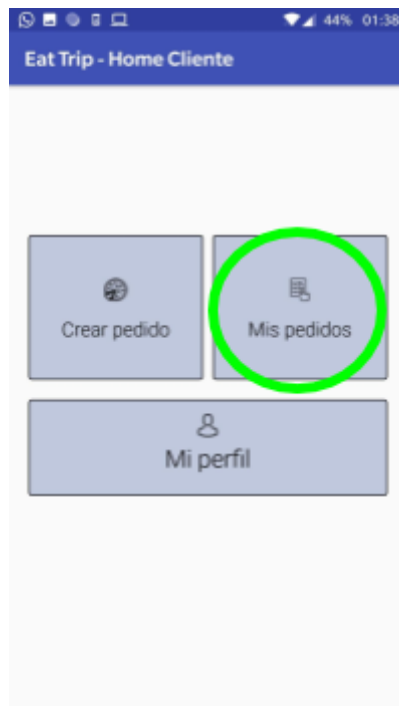 44% 01:38
Eat Trip - Home Cliente
Crear pedido
Mis pedidos
Mi perfil